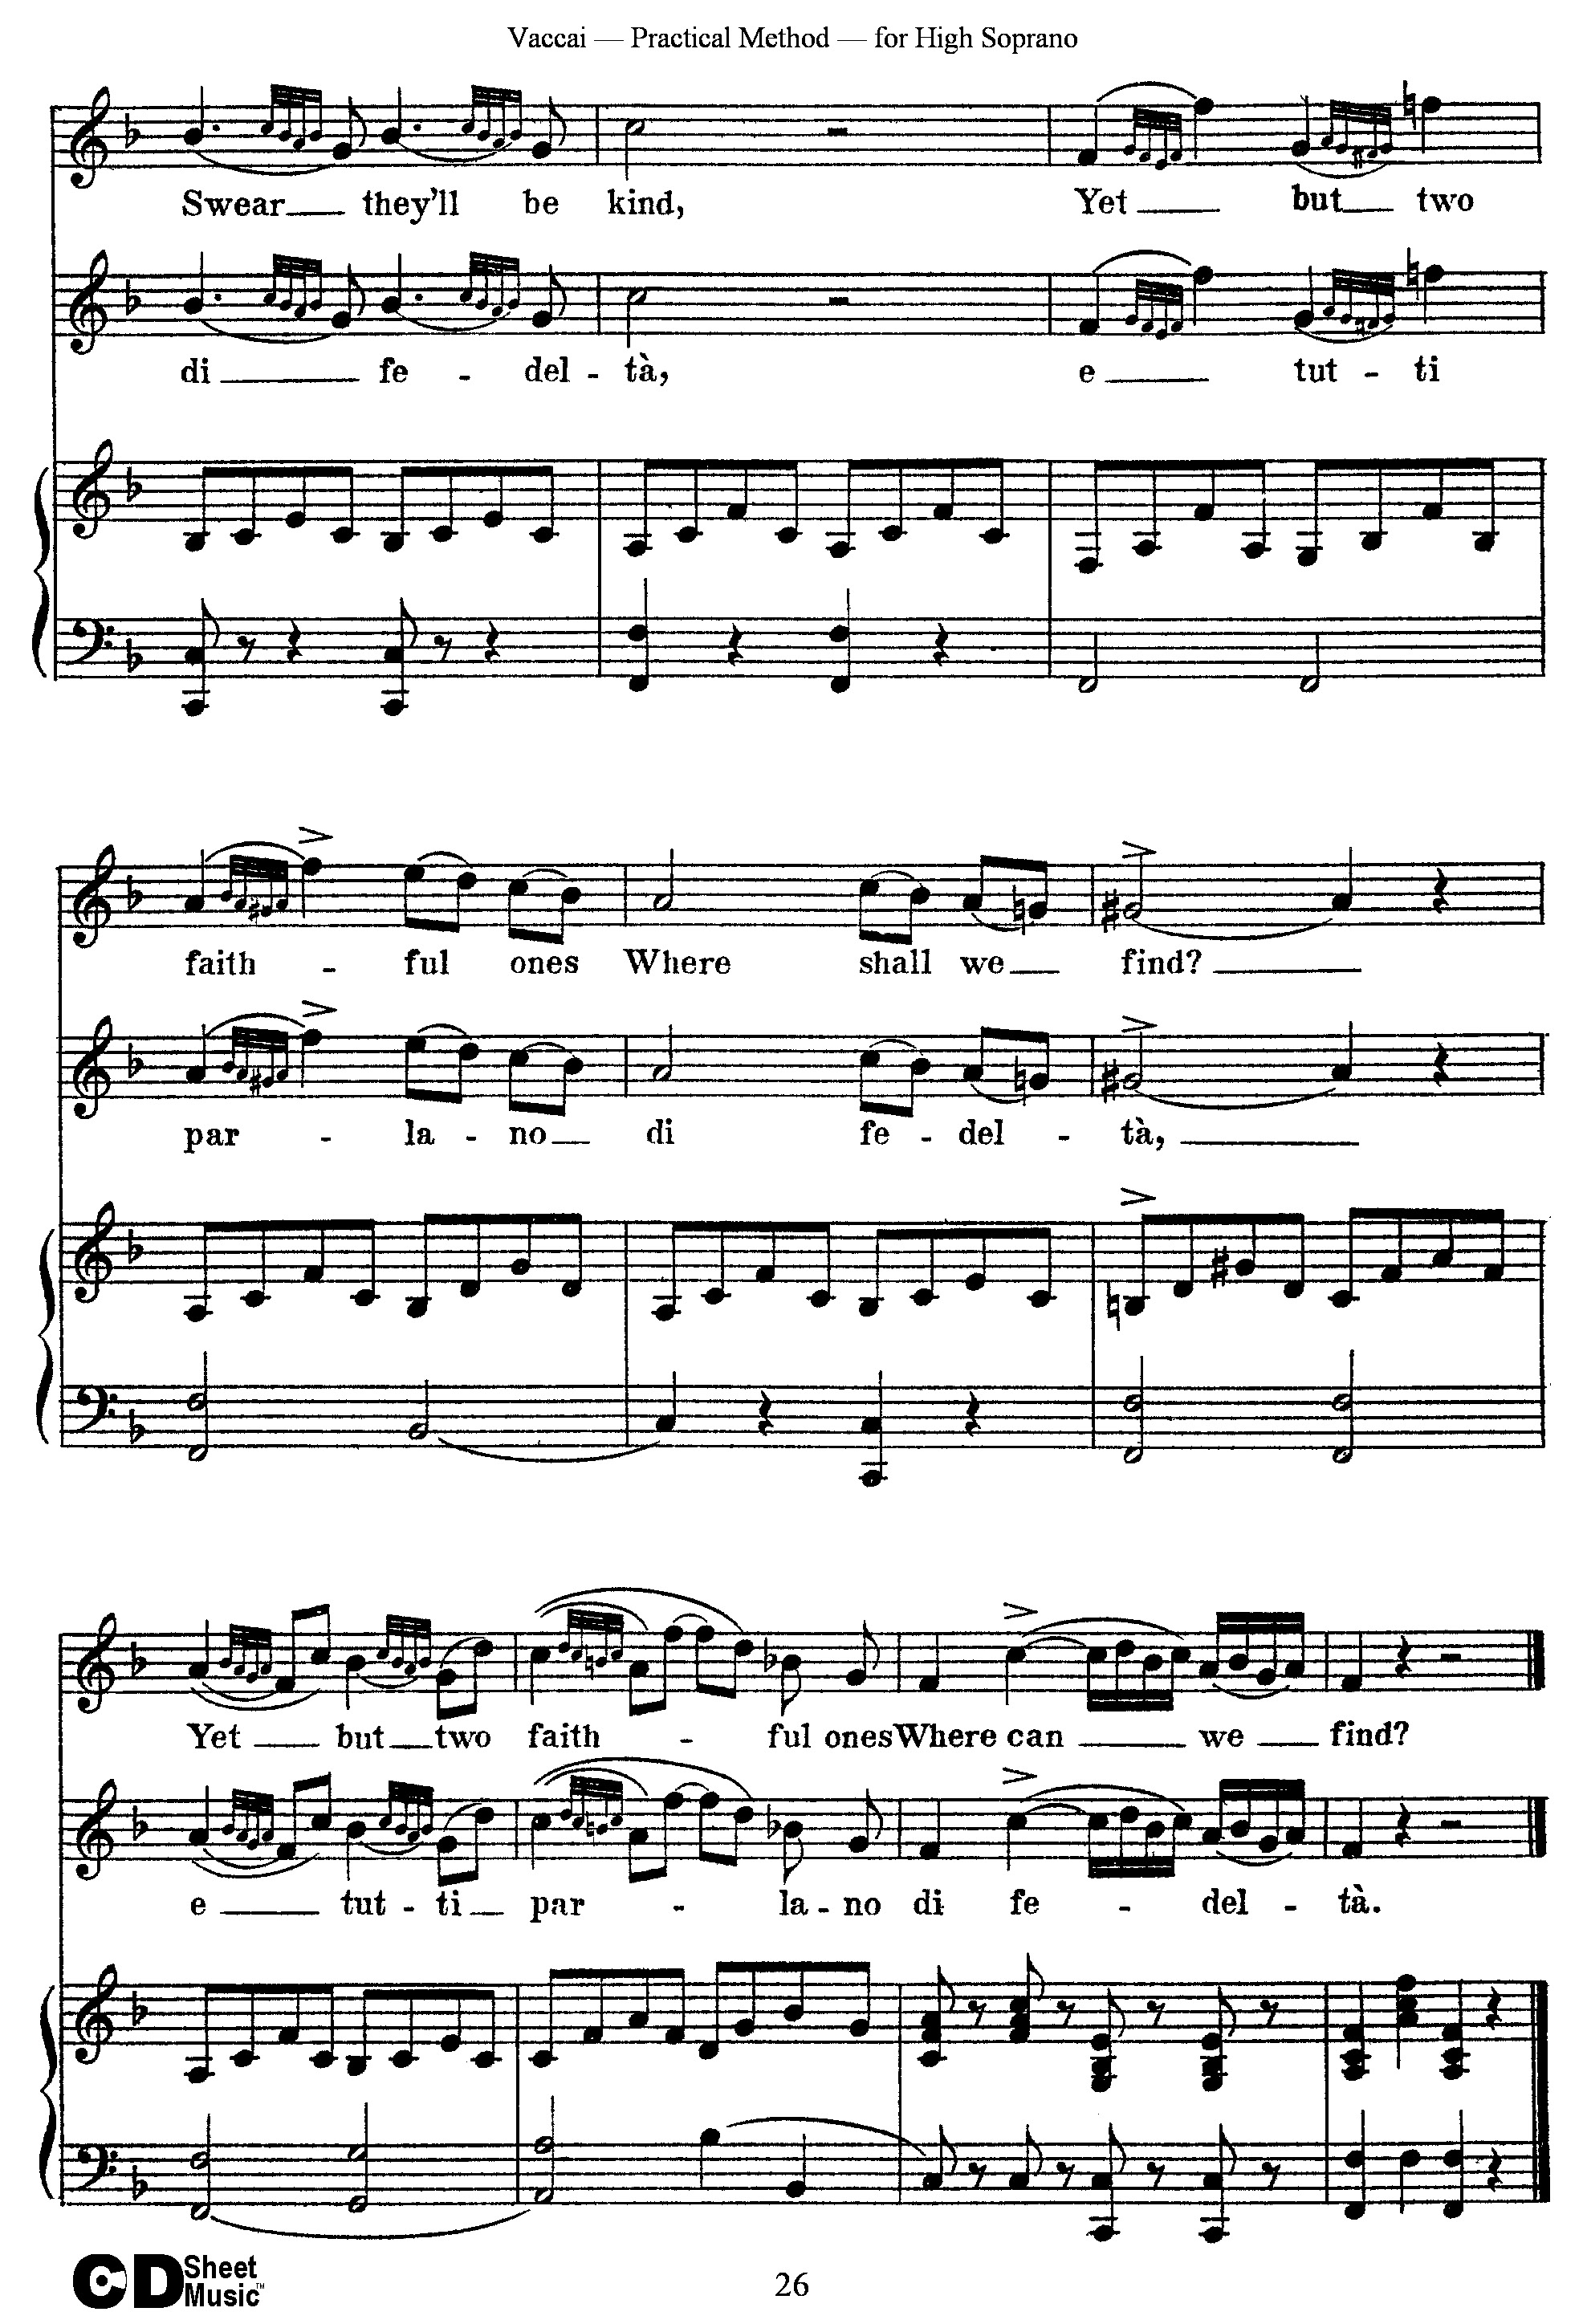 Vaccai — Practical Method — for High Soprano
Swear they'll be kind, Yet but two
di fe - del - tà, e tut - ti
faith - ful ones Where shall we find?
par - la - no di fe - del - tà,
Yet but two faith - ful ones Where can we find?
e tut - ti par - la - no di fe - del - tà.
CD Sheet Music™
26